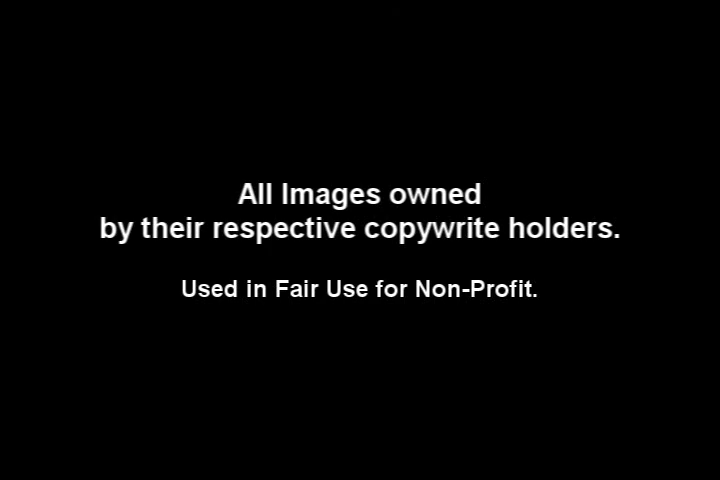 All Images owned
by their respective copywrite holders.
Used in Fair Use for Non-Profit.